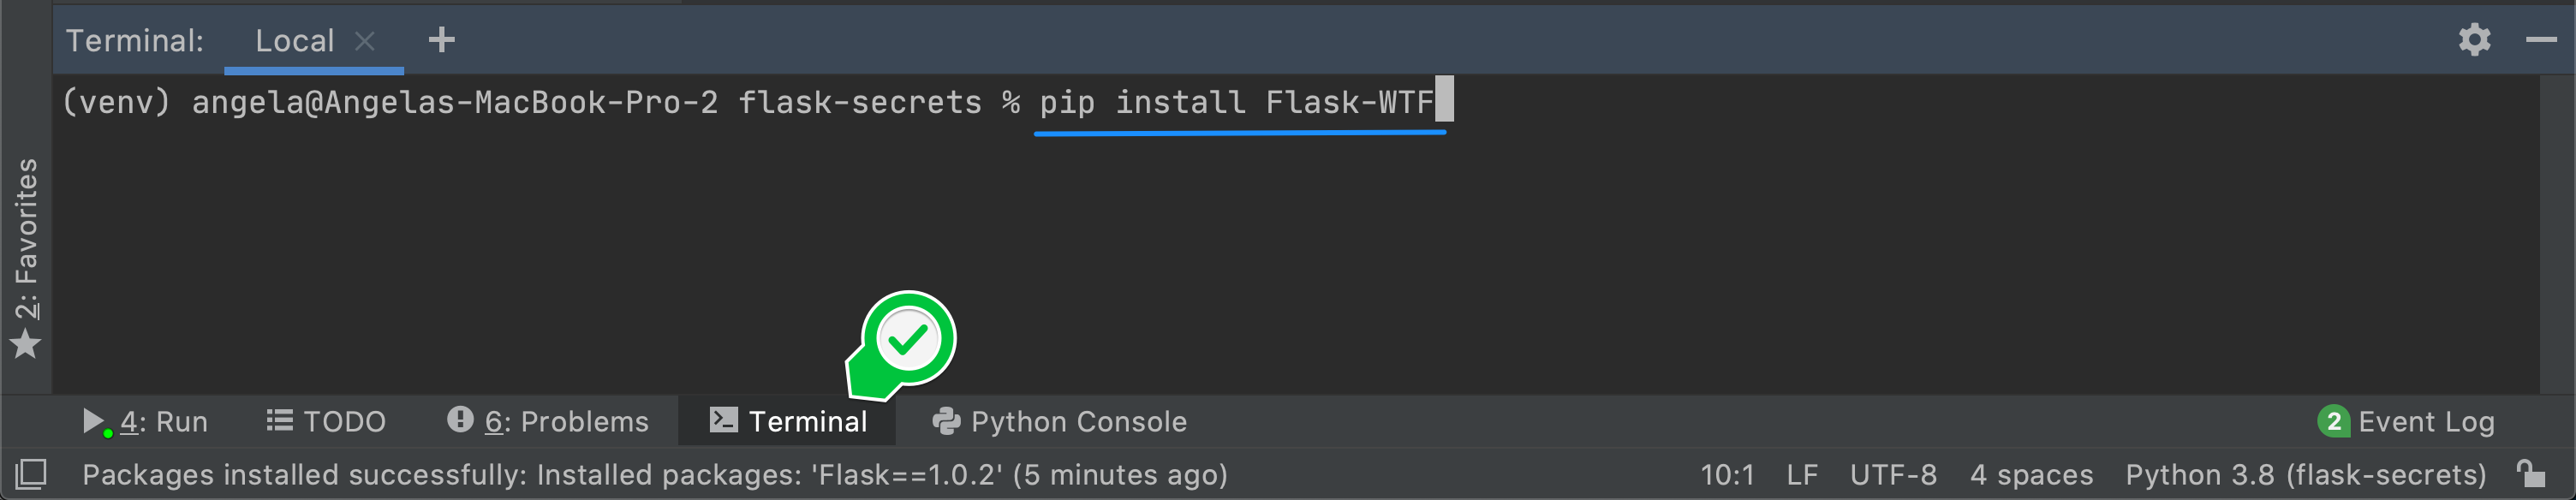 Terminal: Local × +
(venv) angela@Angelas-MacBook-Pro-2 flask-secrets % pip install Flask-WTF
2: Favorites
4: Run TODO 6: Problems Terminal Python Console 2 Event Log
Packages installed successfully: Installed packages: 'Flask==1.0.2' (5 minutes ago) 10:1 LF UTF-8 4 spaces Python 3.8 (flask-secrets)